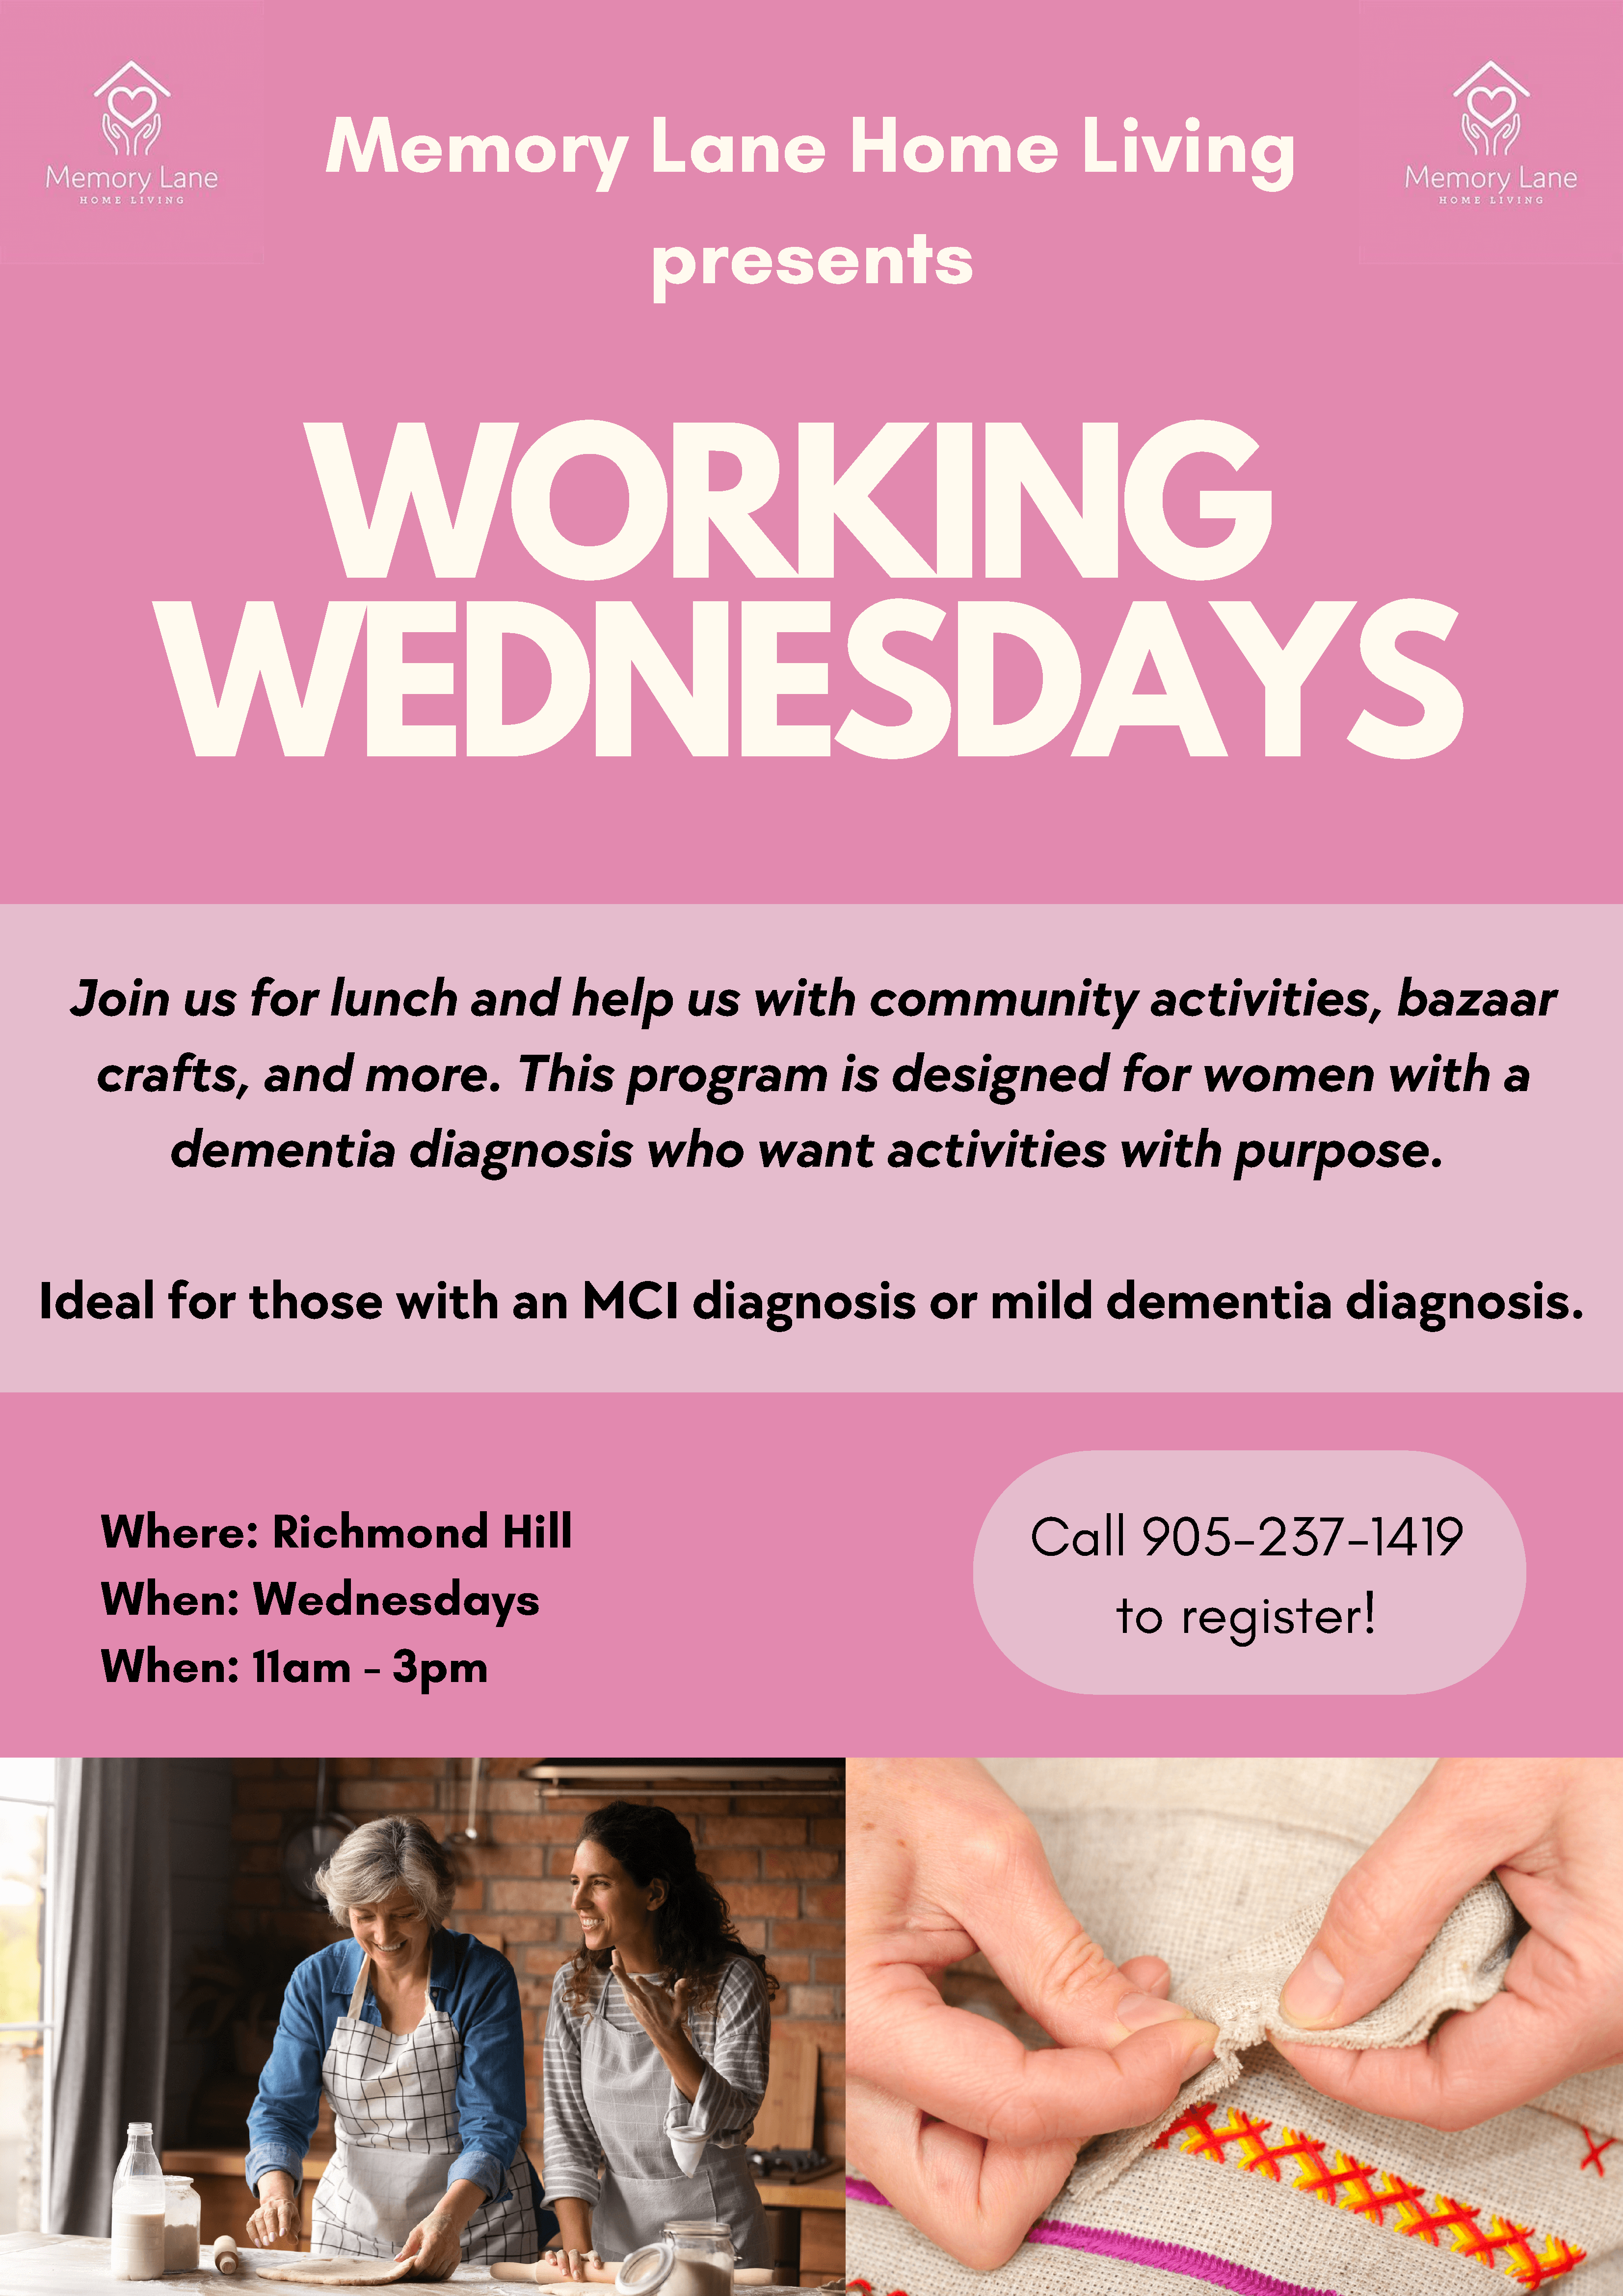 Memory Lane
HOME LIVING
Memory Lane Home Living
presents
Memory Lane
HOME LIVING
WORKING
WEDNESDAYS
Join us for lunch and help us with community activities, bazaar
crafts, and more. This program is designed for women with a
dementia diagnosis who want activities with purpose.
Ideal for those with an MCI diagnosis or mild dementia diagnosis.
Where: Richmond Hill
When: Wednesdays
When: 11am - 3pm
Call 905-237-1419
to register!